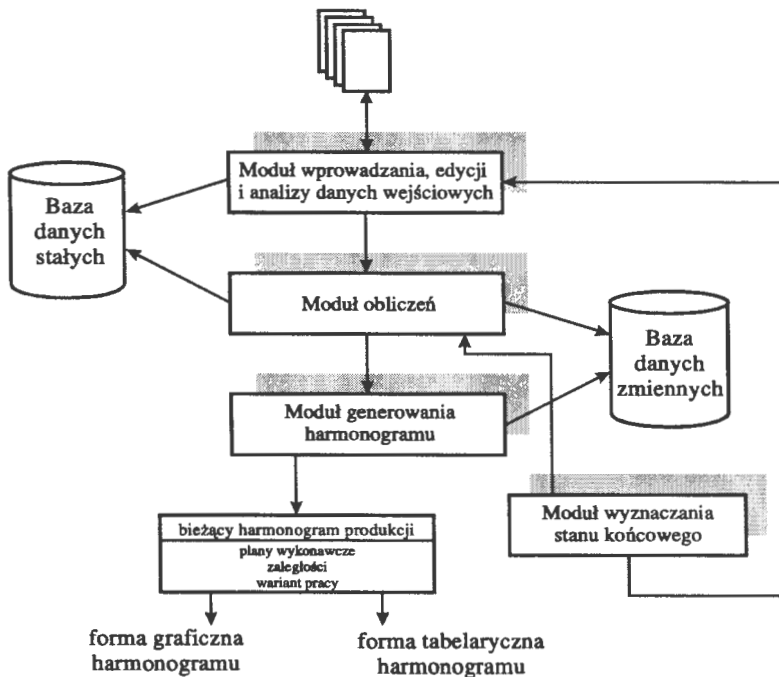 Moduł wprowadzania, edycji
i analizy danych wejściowych
Baza
danych
stałych
Moduł obliczeń
Baza
danych
zmiennych
Moduł generowania
harmonogramu
Moduł wyznaczania
stanu końcowego
bieżący harmonogram produkcji
plany wykonawcze
zaległości
wariant pracy
forma graficzna
harmonogramu
forma tabelaryczna
harmonogramu